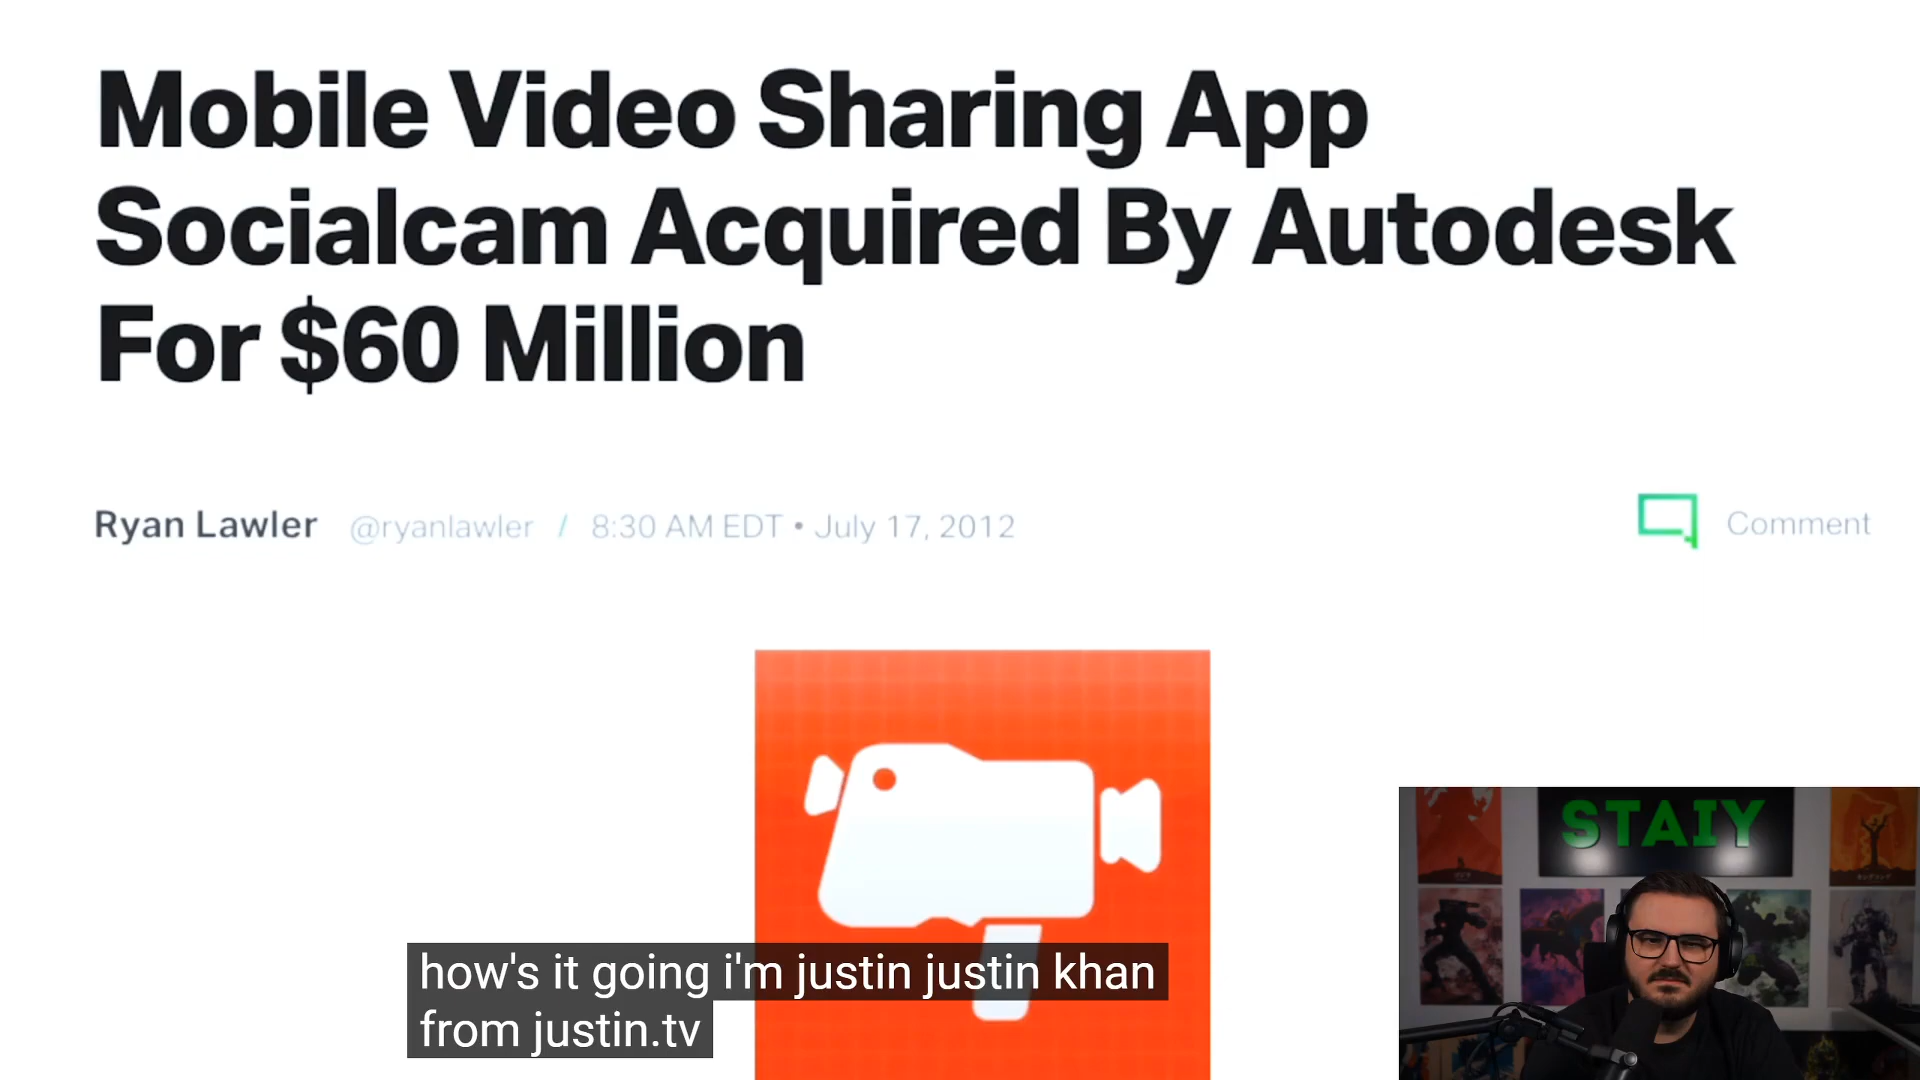 Mobile Video Sharing App
Socialcam Acquired By Autodesk
For $60 Million
Ryan Lawler @ryanlawler / 8:30 AM EDT • July 17, 2012
Comment
how's it going i'm justin justin khan
from justin.tv
STAIY